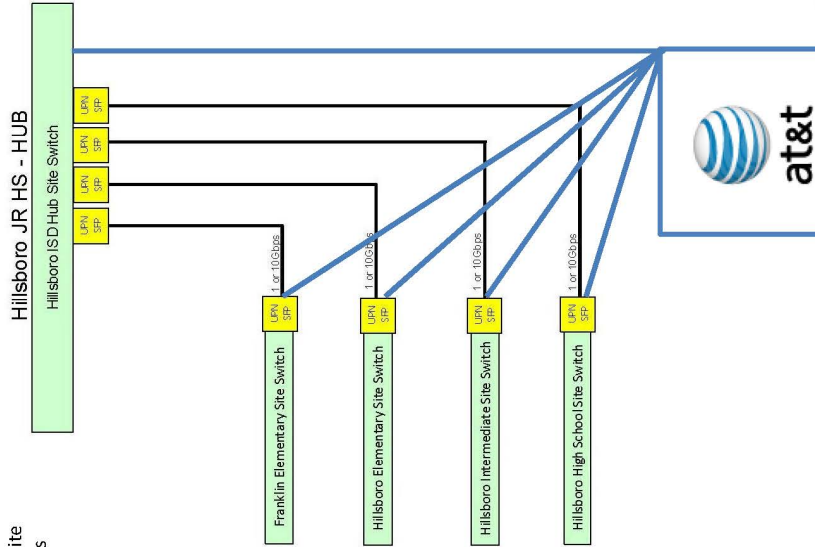 Hillsboro JR HS - HUB
Hillsboro ISD Hub Site Switch
UPN
SFP
UPN
SFP
UPN
SFP
UPN
SFP
1 or 10Gbps
1 or 10Gbps
1 or 10Gbps
1 or 10Gbps
UPN
SFP
UPN
SFP
UPN
SFP
UPN
SFP
Franklin Elementary Site Switch
Hillsboro Elementary Site Switch
Hillsboro Intermediate Site Switch
Hillsboro High School Site Switch
at&t
ite
s